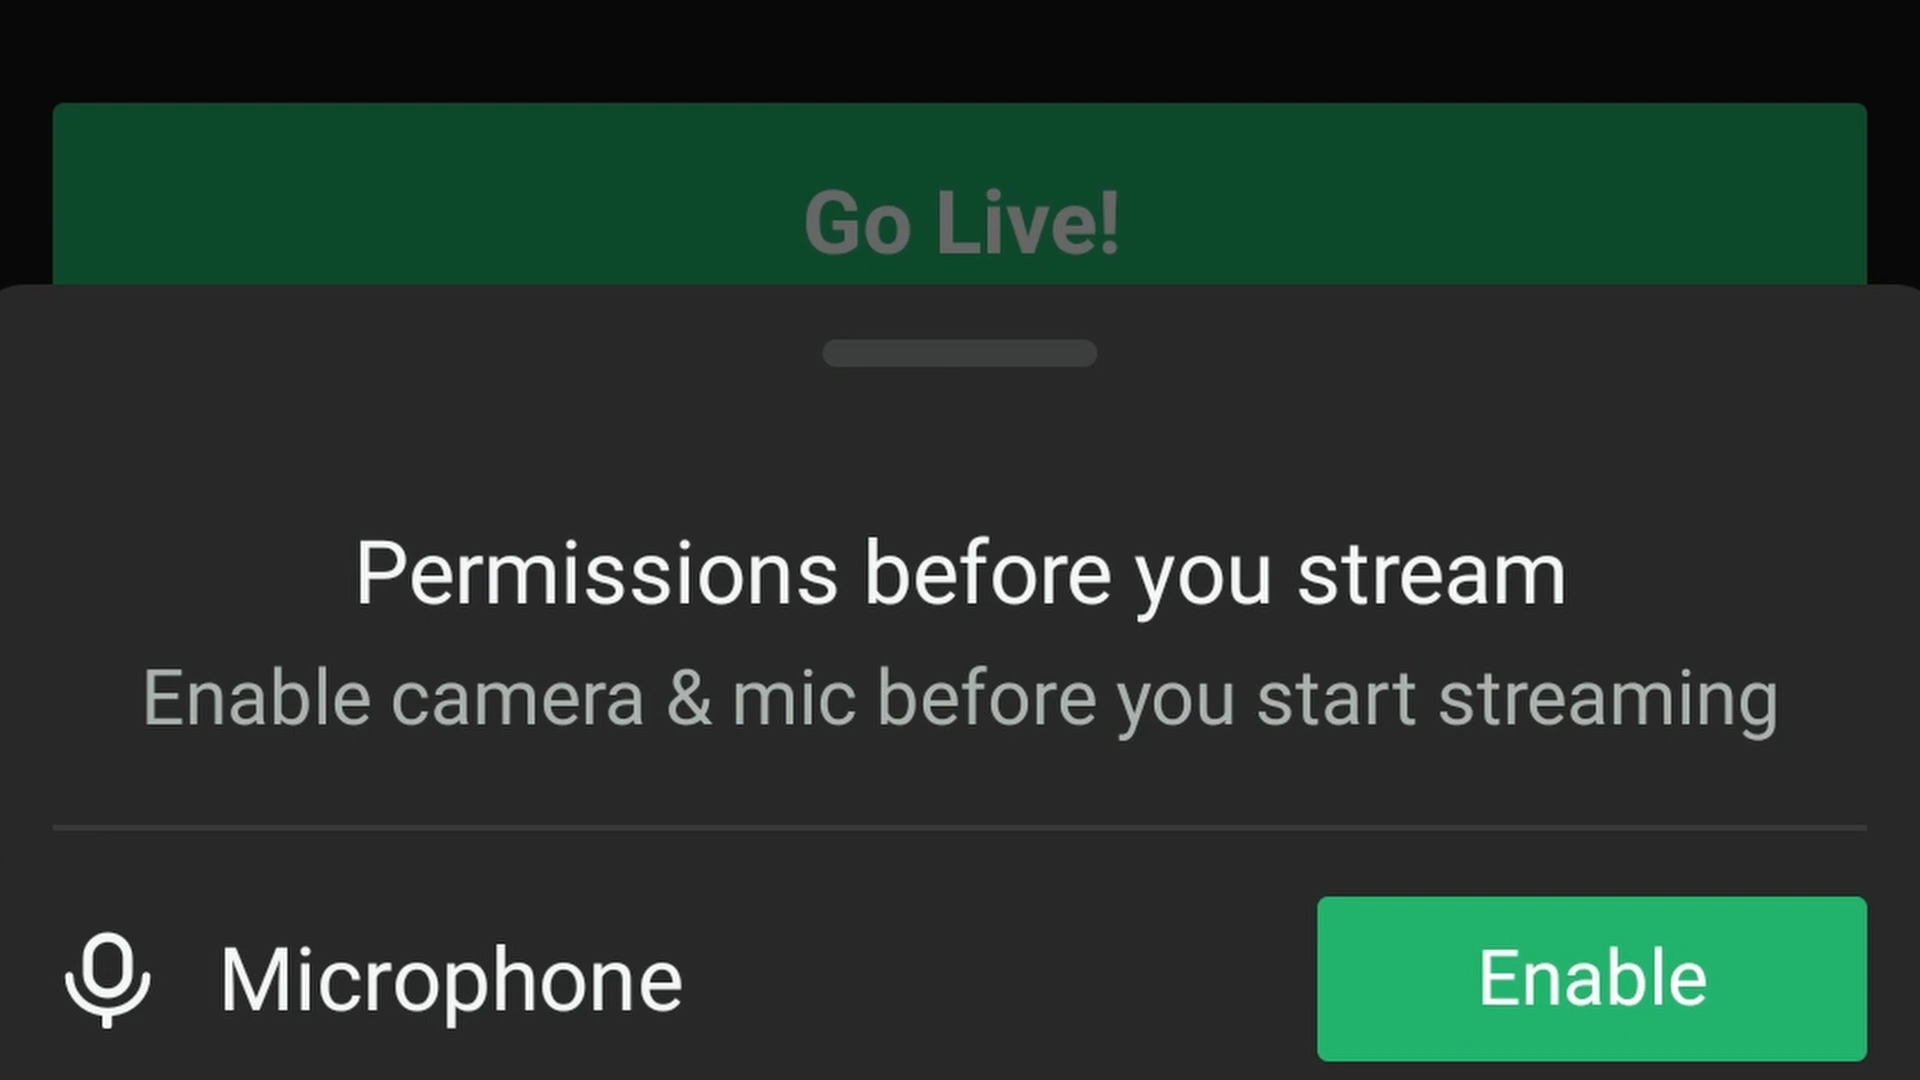 Go Live!
Permissions before you stream
Enable camera & mic before you start streaming
Microphone
Enable